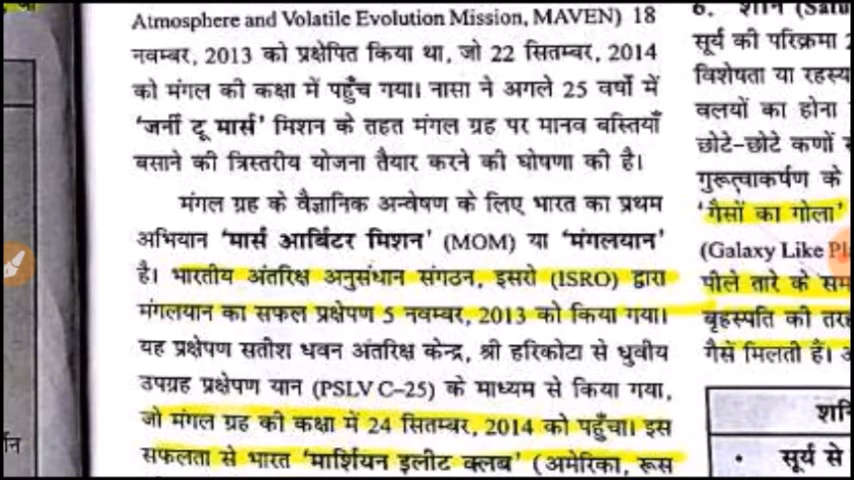 Atmosphere and Volatile Evolution Mission, MAVEN) 18
नवम्बर, 2013 को प्रक्षेपित किया था, जो 22 सितम्बर, 2014
को मंगल की कक्षा में पहुँच गया। नासा ने अगले 25 वर्षों में
'जर्नी टू मार्स' मिशन के तहत मंगल ग्रह पर मानव बस्तियाँ
बसाने की त्रिस्तरीय योजना तैयार करने की घोषणा की है।
मंगल ग्रह के वैज्ञानिक अन्वेषण के लिए भारत का प्रथम
अभियान 'मार्स आर्बिटर मिशन' (MOM) या 'मंगलयान'
है। भारतीय अंतरिक्ष अनुसंधान संगठन, इसरो (ISRO) द्वारा
मंगलयान का सफल प्रक्षेपण 5 नवम्बर, 2013 को किया गया।
यह प्रक्षेपण सतीश धवन अंतरिक्ष केन्द्र, श्री हरिकोटा से ध्रुवीय
उपग्रह प्रक्षेपण यान (PSLV C-25) के माध्यम से किया गया,
जो मंगल ग्रह की कक्षा में 24 सितम्बर, 2014 को पहुँचा। इस
सफलता से भारत 'मार्शियन इलीट क्लब' (अमेरिका, रूस
6. शनि
सूर्य की परिक्रमा
विशेषता या रहस्य
वलयों का होना
छोटे-छोटे कणों
गुरूत्वाकर्षण के
'गैसों का गोला'
(Galaxy Like
पीले तारे के
बृहस्पति की
गैसें मिलती हैं।
• सूर्य से